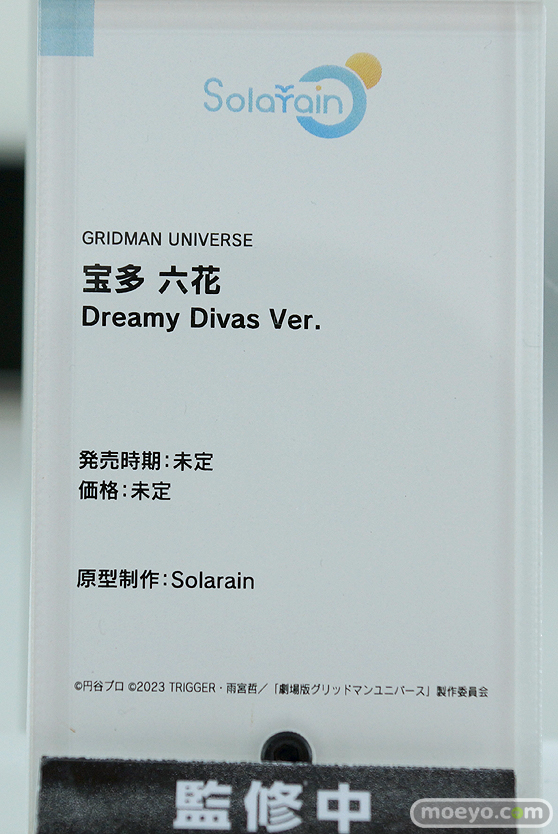 Solarain
GRIDMAN UNIVERSE
宝多 六花
Dreamy Divas Ver.
発売時期:未定
価格:未定
原型制作:Solarain
©円谷プロ ©2023 TRIGGER・雨宮哲/「劇場版グリッドマンユニバース」製作委員会
監修中
moeyo.com